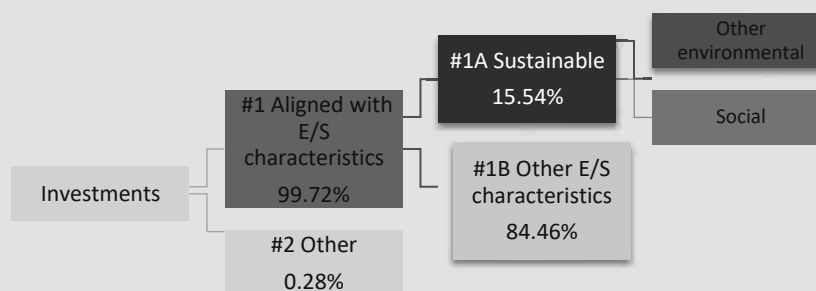 Investments
#1 Aligned with
E/S
characteristics
99.72%
#2 Other
0.28%
#1A Sustainable
15.54%
#1B Other E/S
characteristics
84.46%
Other
environmental
Social